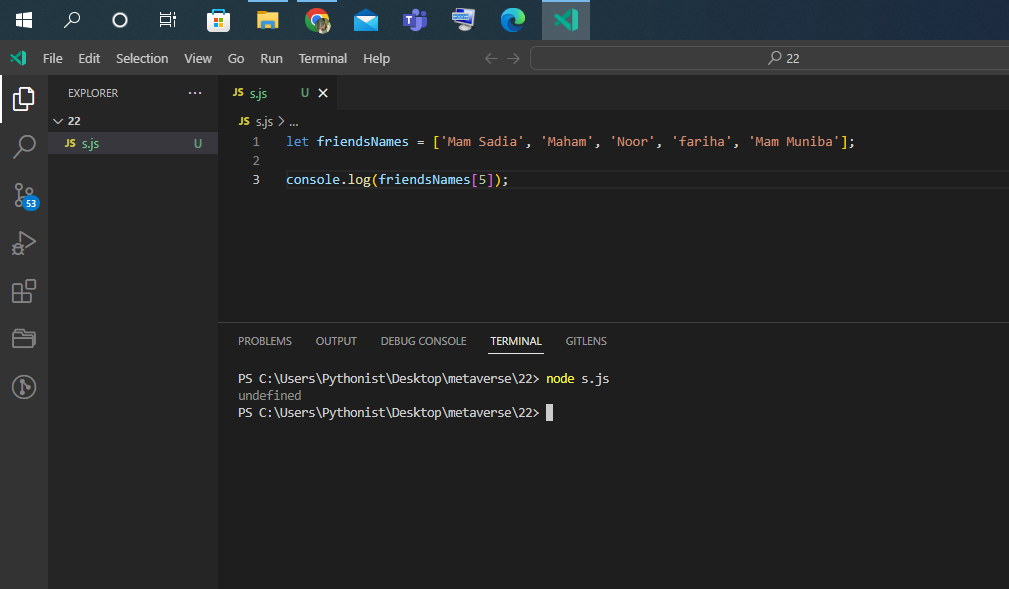 File Edit Selection View Go Run Terminal Help
22
EXPLORER ...
JS s.js U
22
JS s.js > ...
JS s.js U
1 let friendsNames = ['Mam Sadia', 'Maham', 'Noor', 'fariha', 'Mam Muniba'];
2
3 console.log(friendsNames[5]);
53
PROBLEMS OUTPUT DEBUG CONSOLE TERMINAL GITLENS
PS C:\Users\Pythonist\Desktop\metaverse\22> node s.js
undefined
PS C:\Users\Pythonist\Desktop\metaverse\22>